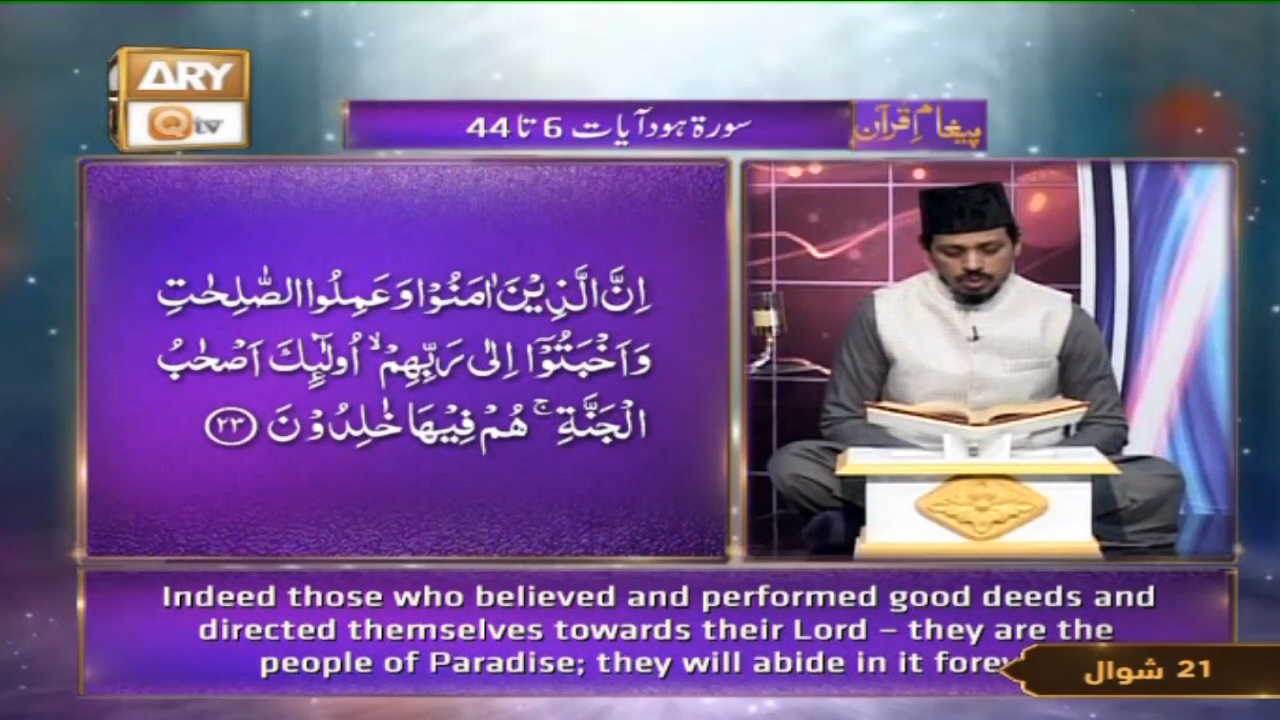 ARY
Qtv
سورۃ ہود آیات 6 تا 44
پیغامِ قرآن
اِنَّ الَّذِیْنَ اٰمَنُوْا وَ عَمِلُوا الصّٰلِحٰتِ
وَ اَخْبَتُوْۤا اِلٰی رَبِّهِمْ ۙ اُولٰٓىِٕكَ اَصْحٰبُ
الْجَنَّةِ ۚ هُمْ فِیْهَا خٰلِدُوْنَ ﴿۲۳﴾
Indeed those who believed and performed good deeds and
directed themselves towards their Lord – they are the
people of Paradise; they will abide in it
21 شوال